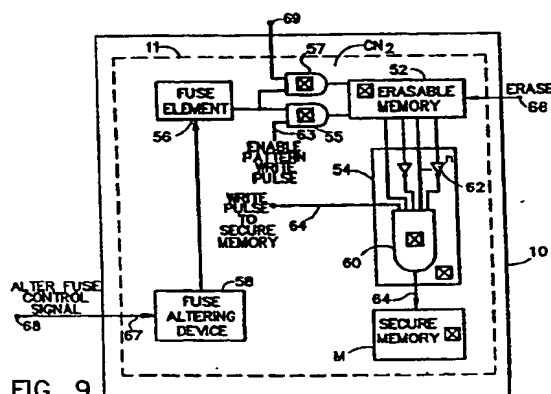 69
11
CN2
57
52
FUSE
ELEMENT
ERASABLE
MEMORY
ERASE
66
56
63
55
ENABLE
PATTERN
WRITE
PULSE
54
n
62
WRITE
PULSE
TO
SECURE
MEMORY
64
60
10
ALTER FUSE
CONTROL
SIGNAL
58
64
68
67
FUSE
ALTERING
DEVICE
SECURE
MEMORY
M
FIG. 9